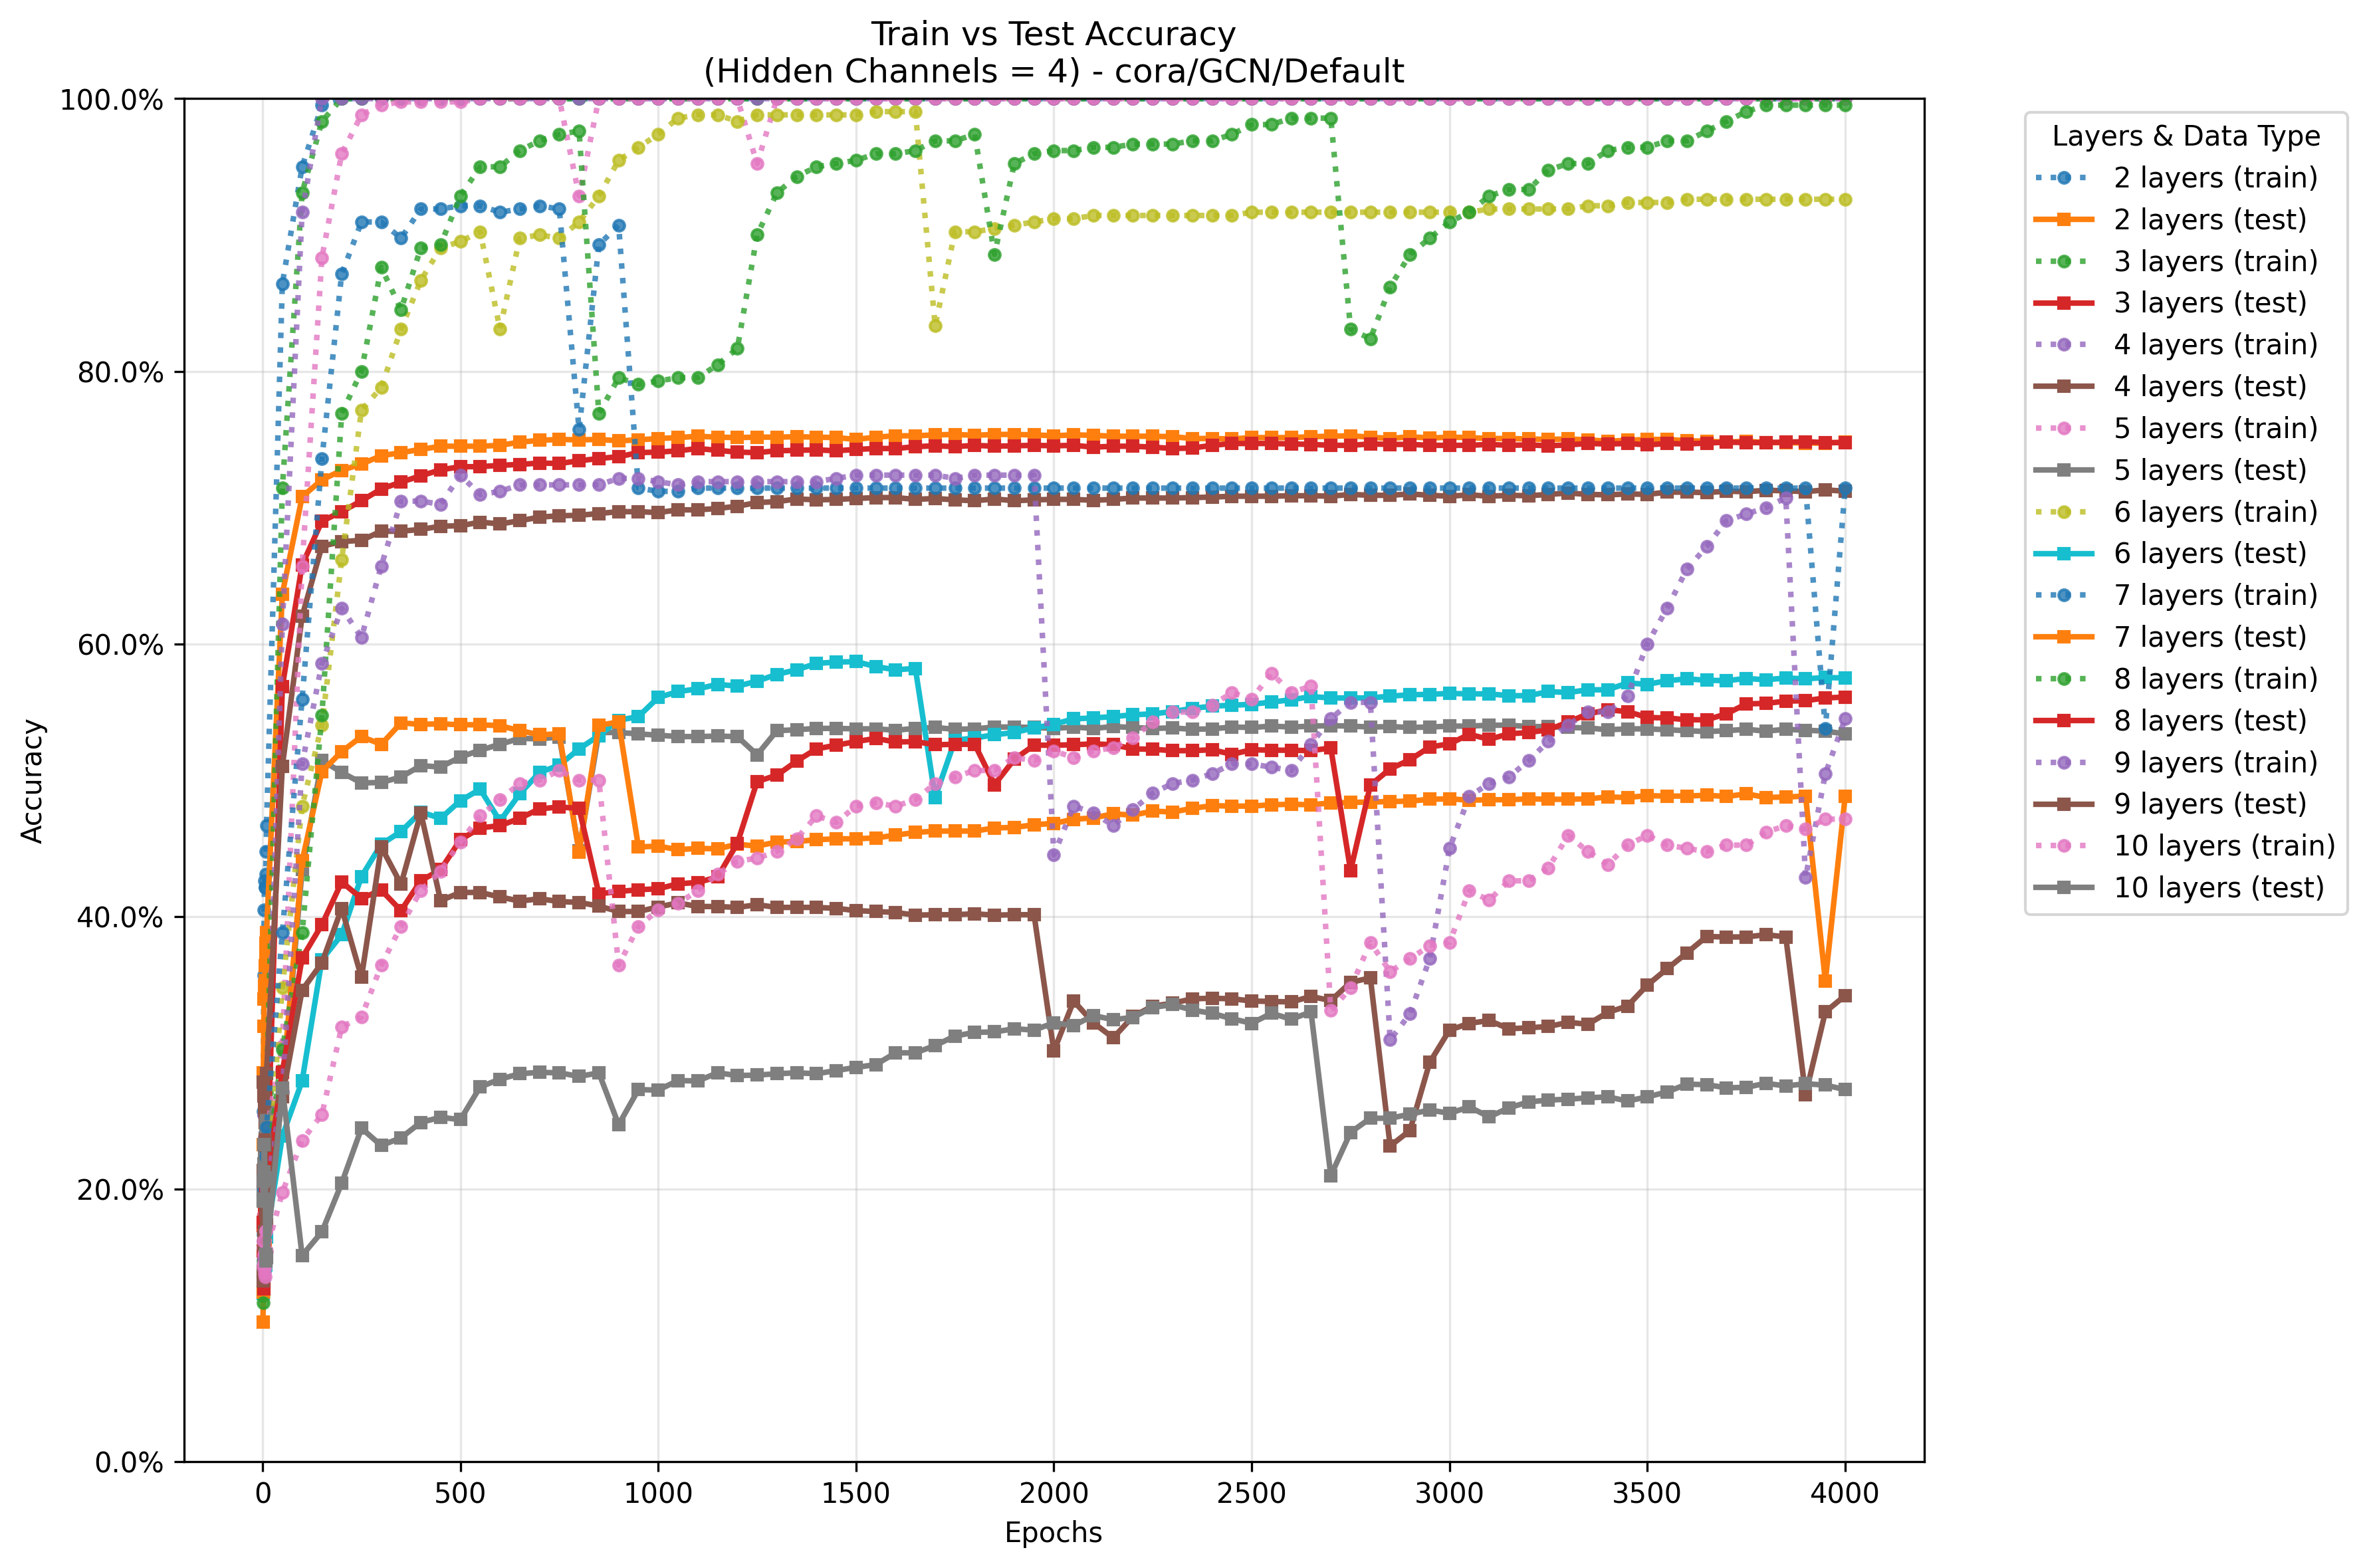 Train vs Test Accuracy
(Hidden Channels = 4) - cora/GCN/Default
Accuracy
100.0%
80.0%
60.0%
40.0%
20.0%
0.0%
0
500
1000
1500
2000
2500
3000
3500
4000
Epochs
Layers & Data Type
2 layers (train)
2 layers (test)
3 layers (train)
3 layers (test)
4 layers (train)
4 layers (test)
5 layers (train)
5 layers (test)
6 layers (train)
6 layers (test)
7 layers (train)
7 layers (test)
8 layers (train)
8 layers (test)
9 layers (train)
9 layers (test)
10 layers (train)
10 layers (test)